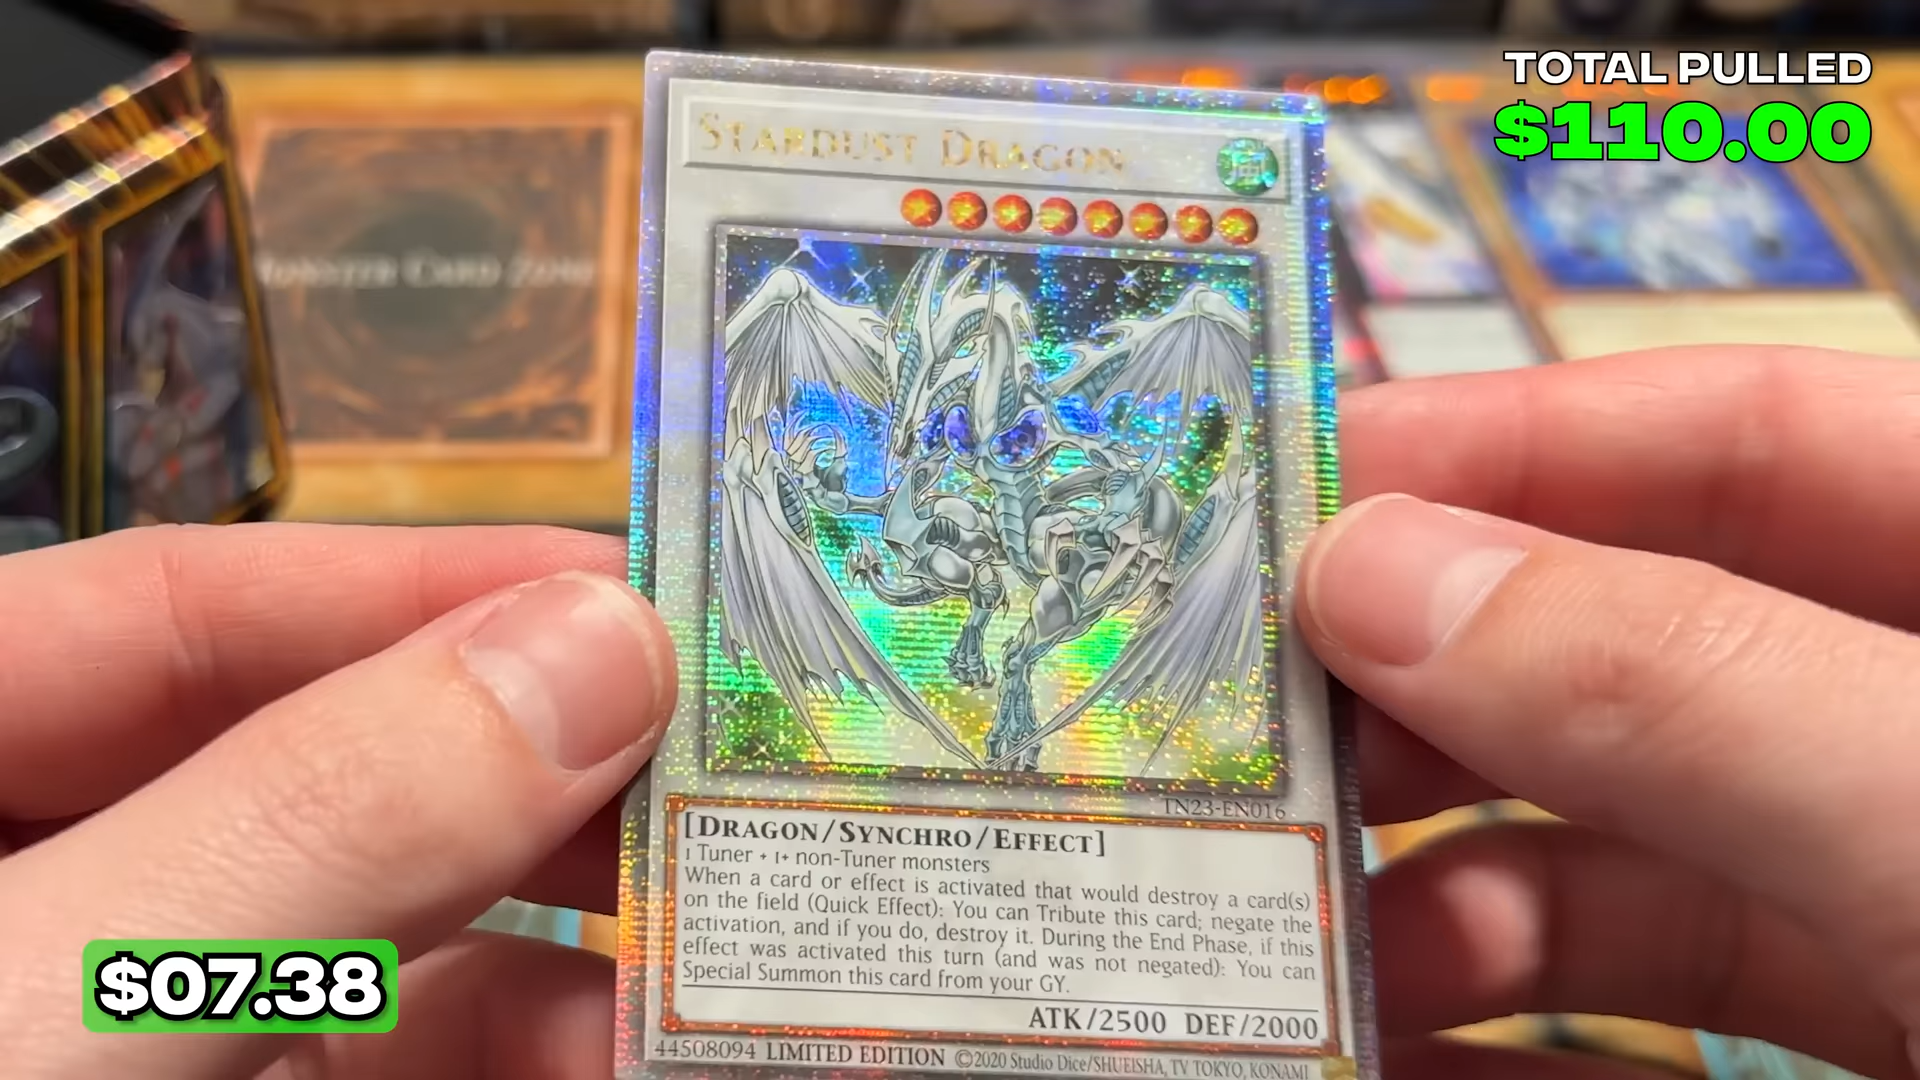 TOTAL PULLED
$110.00
STARDUST DRAGON
風
MONSTER CARD ZONE
TN23-EN016
[DRAGON/SYNCHRO/EFFECT]
1 Tuner + 1+ non-Tuner monsters
When a card or effect is activated that would destroy a card(s)
on the field (Quick Effect): You can Tribute this card; negate the
activation, and if you do, destroy it. During the End Phase, if this
effect was activated this turn (and was not negated): You can
Special Summon this card from your GY.
ATK/2500 DEF/2000
44508094 LIMITED EDITION ©2020 Studio Dice/SHUEISHA, TV TOKYO, KONAMI
$07.38